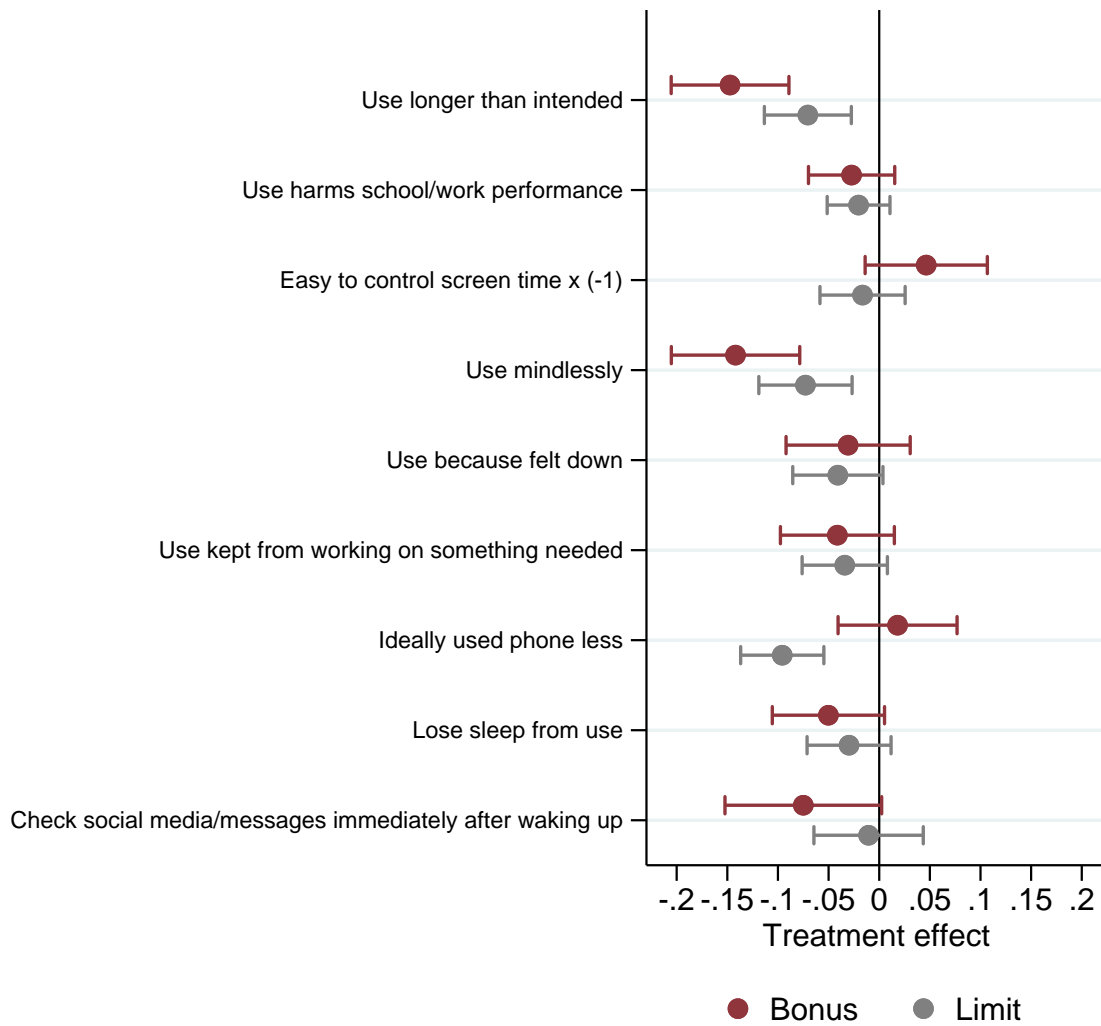 Use longer than intended
Use harms school/work performance
Easy to control screen time x (-1)
Use mindlessly
Use because felt down
Use kept from working on something needed
Ideally used phone less
Lose sleep from use
Check social media/messages immediately after waking up
-.2 -.15 -.1 -.05 0 .05 .1 .15 .2
Treatment effect
Bonus Limit